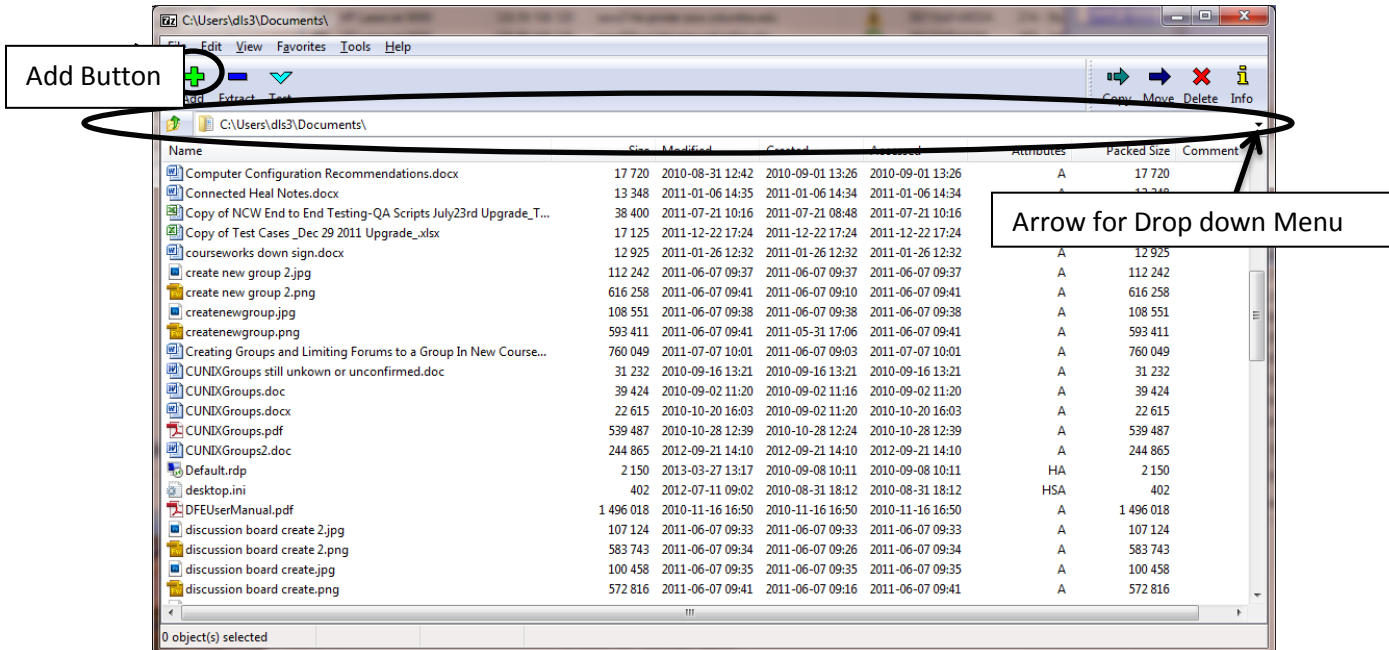 C:\Users\dls3\Documents\
File Edit View Favorites Tools Help
Add Button
Add Extract Test Copy Move Delete Info
C:\Users\dls3\Documents\
Name Size Modified Created Accessed Attributes Packed Size Comment
Computer Configuration Recommendations.docx 17 720 2010-08-31 12:42 2010-09-01 13:26 2010-09-01 13:26 A 17 720
Connected Heal Notes.docx 13 348 2011-01-06 14:35 2011-01-06 14:34 2011-01-06 14:34 A 13 348
Copy of NCW End to End Testing-QA Scripts July23rd Upgrade_T... 38 400 2011-07-21 10:16 2011-07-21 08:48 2011-07-21 10:16
Arrow for Drop down Menu
Copy of Test Cases _Dec 29 2011 Upgrade_.xlsx 17 125 2011-12-22 17:24 2011-12-22 17:24 2011-12-22 17:24
courseworks down sign.docx 12 925 2011-01-26 12:32 2011-01-26 12:32 2011-01-26 12:32 A 12 925
create new group 2.jpg 112 242 2011-06-07 09:37 2011-06-07 09:37 2011-06-07 09:37 A 112 242
create new group 2.png 616 258 2011-06-07 09:41 2011-06-07 09:10 2011-06-07 09:41 A 616 258
createnewgroup.jpg 108 551 2011-06-07 09:38 2011-06-07 09:38 2011-06-07 09:38 A 108 551
createnewgroup.png 593 411 2011-06-07 09:41 2011-05-31 17:06 2011-06-07 09:41 A 593 411
Creating Groups and Limiting Forums to a Group In New Course... 760 049 2011-07-07 10:01 2011-06-07 09:03 2011-07-07 10:01 A 760 049
CUNIXGroups still unkown or unconfirmed.doc 31 232 2010-09-16 13:21 2010-09-16 13:21 2010-09-16 13:21 A 31 232
CUNIXGroups.doc 39 424 2010-09-02 11:20 2010-09-02 11:16 2010-09-02 11:20 A 39 424
CUNIXGroups.docx 22 615 2010-10-20 16:03 2010-09-02 11:20 2010-10-20 16:03 A 22 615
CUNIXGroups.pdf 539 487 2010-10-28 12:39 2010-10-28 12:24 2010-10-28 12:39 A 539 487
CUNIXGroups2.doc 244 865 2012-09-21 14:10 2012-09-21 14:10 2012-09-21 14:10 A 244 865
Default.rdp 2 150 2013-03-27 13:17 2010-09-08 10:11 2010-09-08 10:11 HA 2 150
desktop.ini 402 2012-07-11 09:02 2010-08-31 18:12 2010-08-31 18:12 HSA 402
DFEUserManual.pdf 1 496 018 2010-11-16 16:50 2010-11-16 16:50 2010-11-16 16:50 A 1 496 018
discussion board create 2.jpg 107 124 2011-06-07 09:33 2011-06-07 09:33 2011-06-07 09:33 A 107 124
discussion board create 2.png 583 743 2011-06-07 09:34 2011-06-07 09:26 2011-06-07 09:34 A 583 743
discussion board create.jpg 100 458 2011-06-07 09:35 2011-06-07 09:35 2011-06-07 09:35 A 100 458
discussion board create.png 572 816 2011-06-07 09:41 2011-06-07 09:16 2011-06-07 09:41 A 572 816
0 object(s) selected